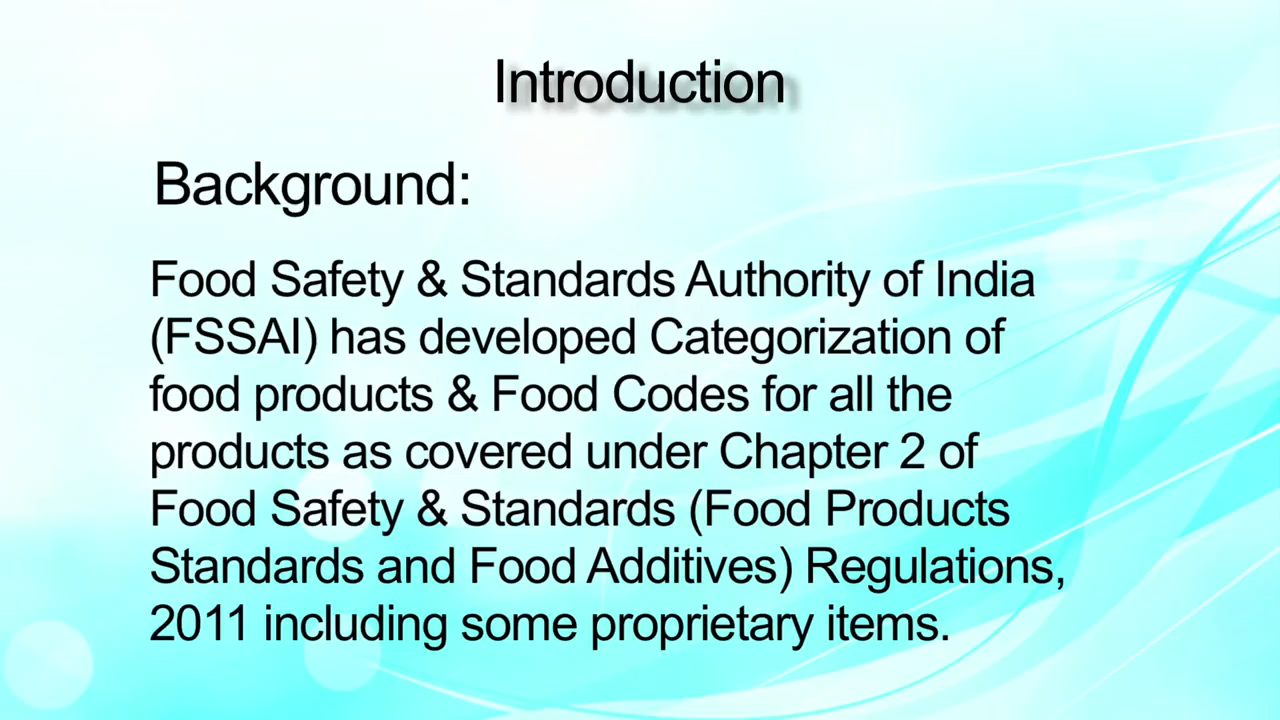 Introduction
Background:
Food Safety & Standards Authority of India
(FSSAI) has developed Categorization of
food products & Food Codes for all the
products as covered under Chapter 2 of
Food Safety & Standards (Food Products
Standards and Food Additives) Regulations,
2011 including some proprietary items.